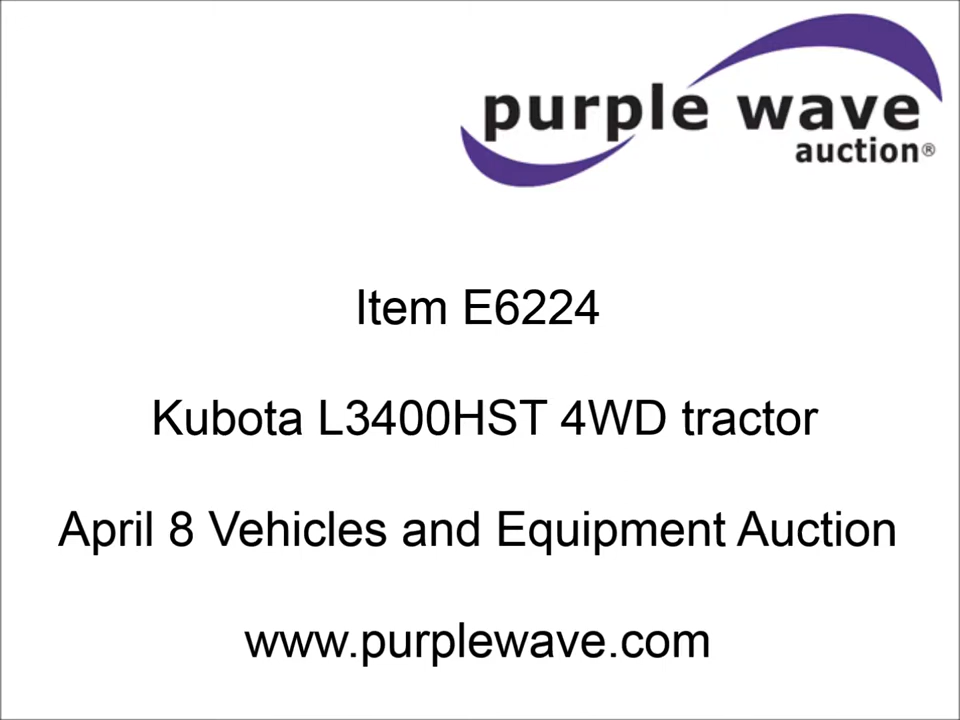 purple wave
auction®
Item E6224
Kubota L3400HST 4WD tractor
April 8 Vehicles and Equipment Auction
www.purplewave.com